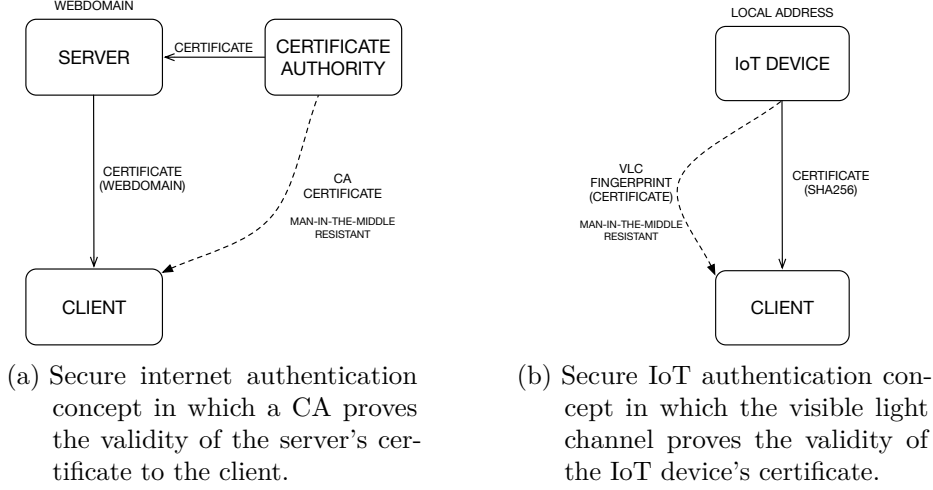 WEBDOMAIN
SERVER
CERTIFICATE
CERTIFICATE
AUTHORITY
CERTIFICATE
(WEBDOMAIN)
CA
CERTIFICATE
MAN-IN-THE-MIDDLE
RESISTANT
CLIENT
(a) Secure internet authentication
concept in which a CA proves
the validity of the server's cer-
tificate to the client.
LOCAL ADDRESS
IoT DEVICE
VLC
FINGERPRINT
(CERTIFICATE)
MAN-IN-THE-MIDDLE
RESISTANT
CERTIFICATE
(SHA256)
CLIENT
(b) Secure IoT authentication con-
cept in which the visible light
channel proves the validity of
the IoT device's certificate.